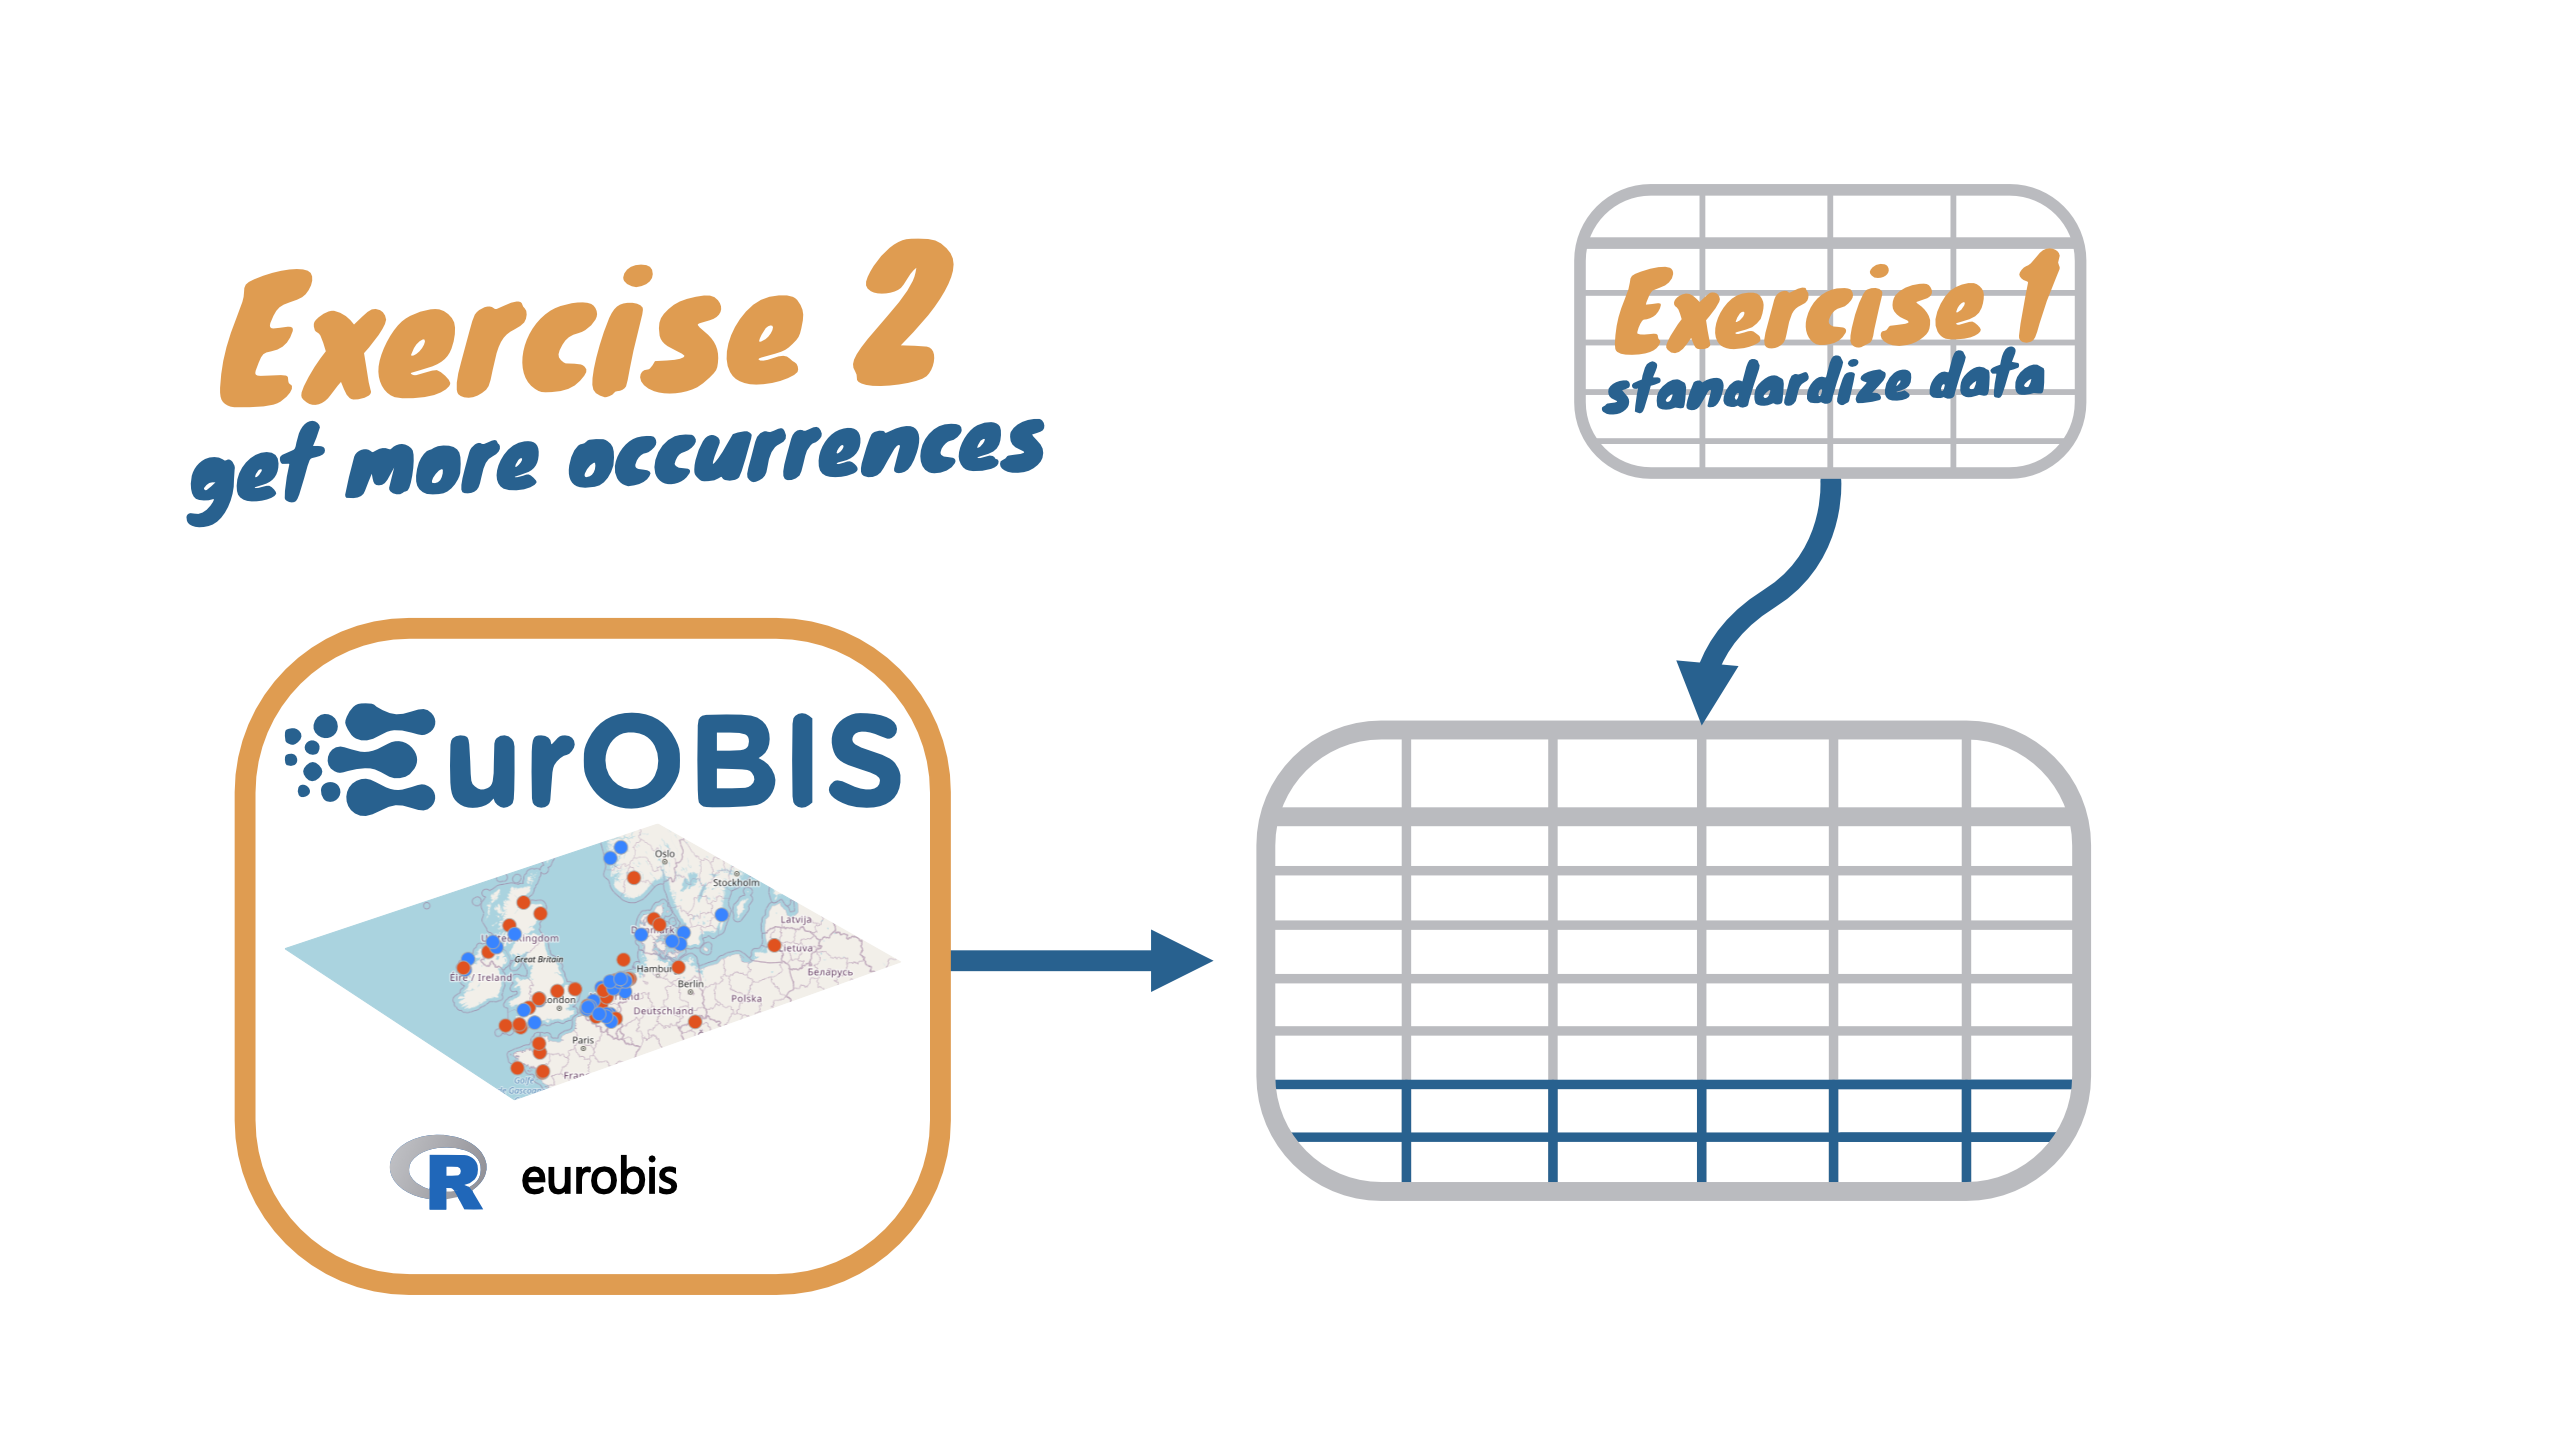 Exercise 2
get more occurrences
Exercise 1
standardize data
EurOBIS
Oslo
Stockholm
Latvija
United Kingdom
Great Britain
Éire / Ireland
Lietuva
Беларусь
Berlin
Polska
London
Deutschland
Paris
eurobis